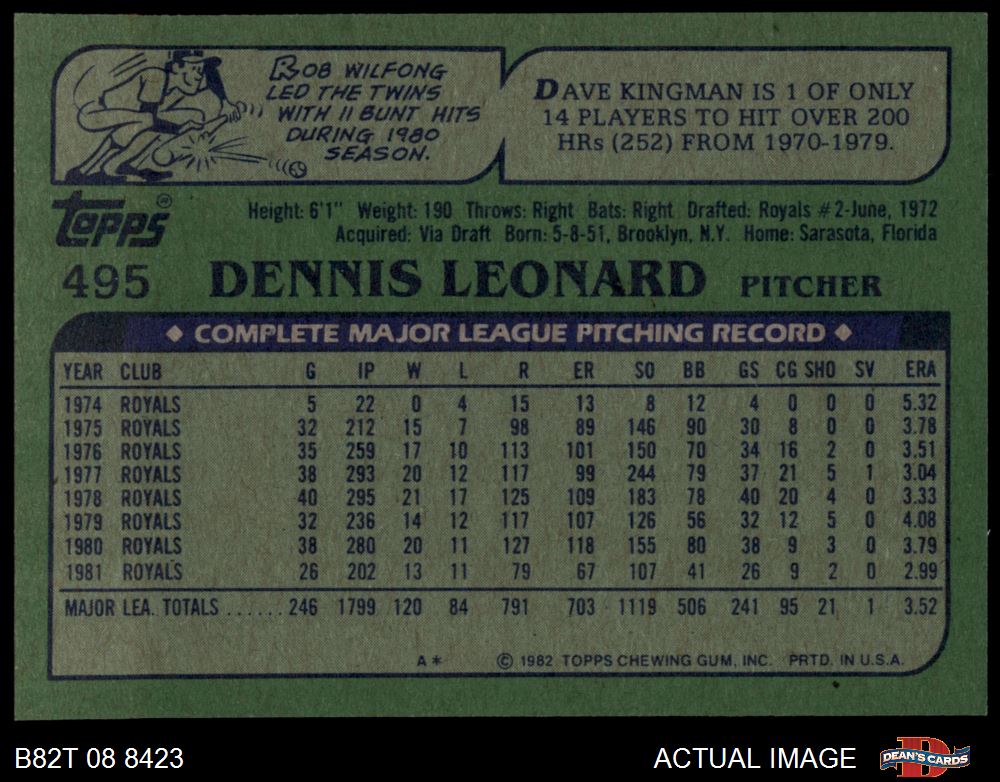 ROB WILFONG
LED THE TWINS
WITH 11 BUNT HITS
DURING 1980
SEASON.
DAVE KINGMAN IS 1 OF ONLY
14 PLAYERS TO HIT OVER 200
HRs (252) FROM 1970-1979.
Topps®
Height: 6'1" Weight: 190 Throws: Right Bats: Right Drafted: Royals #2-June, 1972
Acquired: Via Draft Born: 5-8-51, Brooklyn, N.Y. Home: Sarasota, Florida
495 DENNIS LEONARD PITCHER
◆ COMPLETE MAJOR LEAGUE PITCHING RECORD ◆
YEAR CLUB G IP W L R ER SO BB GS CG SHO SV ERA
1974 ROYALS 5 22 0 4 15 13 8 12 4 0 0 0 5.32
1975 ROYALS 32 212 15 7 98 89 146 90 30 8 0 0 3.78
1976 ROYALS 35 259 17 10 113 101 150 70 34 16 2 0 3.51
1977 ROYALS 38 293 20 12 117 99 244 79 37 21 5 1 3.04
1978 ROYALS 40 295 21 17 125 109 183 78 40 20 4 0 3.33
1979 ROYALS 32 236 14 12 117 107 126 56 32 12 5 0 4.08
1980 ROYALS 38 280 20 11 127 118 155 80 38 9 3 0 3.79
1981 ROYALS 26 202 13 11 79 67 107 41 26 9 2 0 2.99
MAJOR LEA. TOTALS ...... 246 1799 120 84 791 703 1119 506 241 95 21 1 3.52
A* © 1982 TOPPS CHEWING GUM, INC. PRTD. IN U.S.A.
B82T 08 8423 ACTUAL IMAGE DEAN'S CARDS